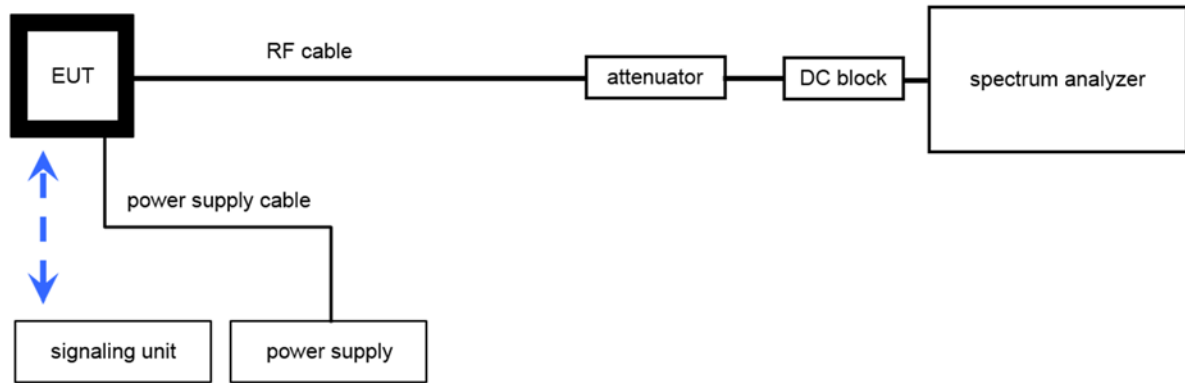 EUT
RF cable
attenuator
DC block
spectrum analyzer
power supply cable
signaling unit
power supply